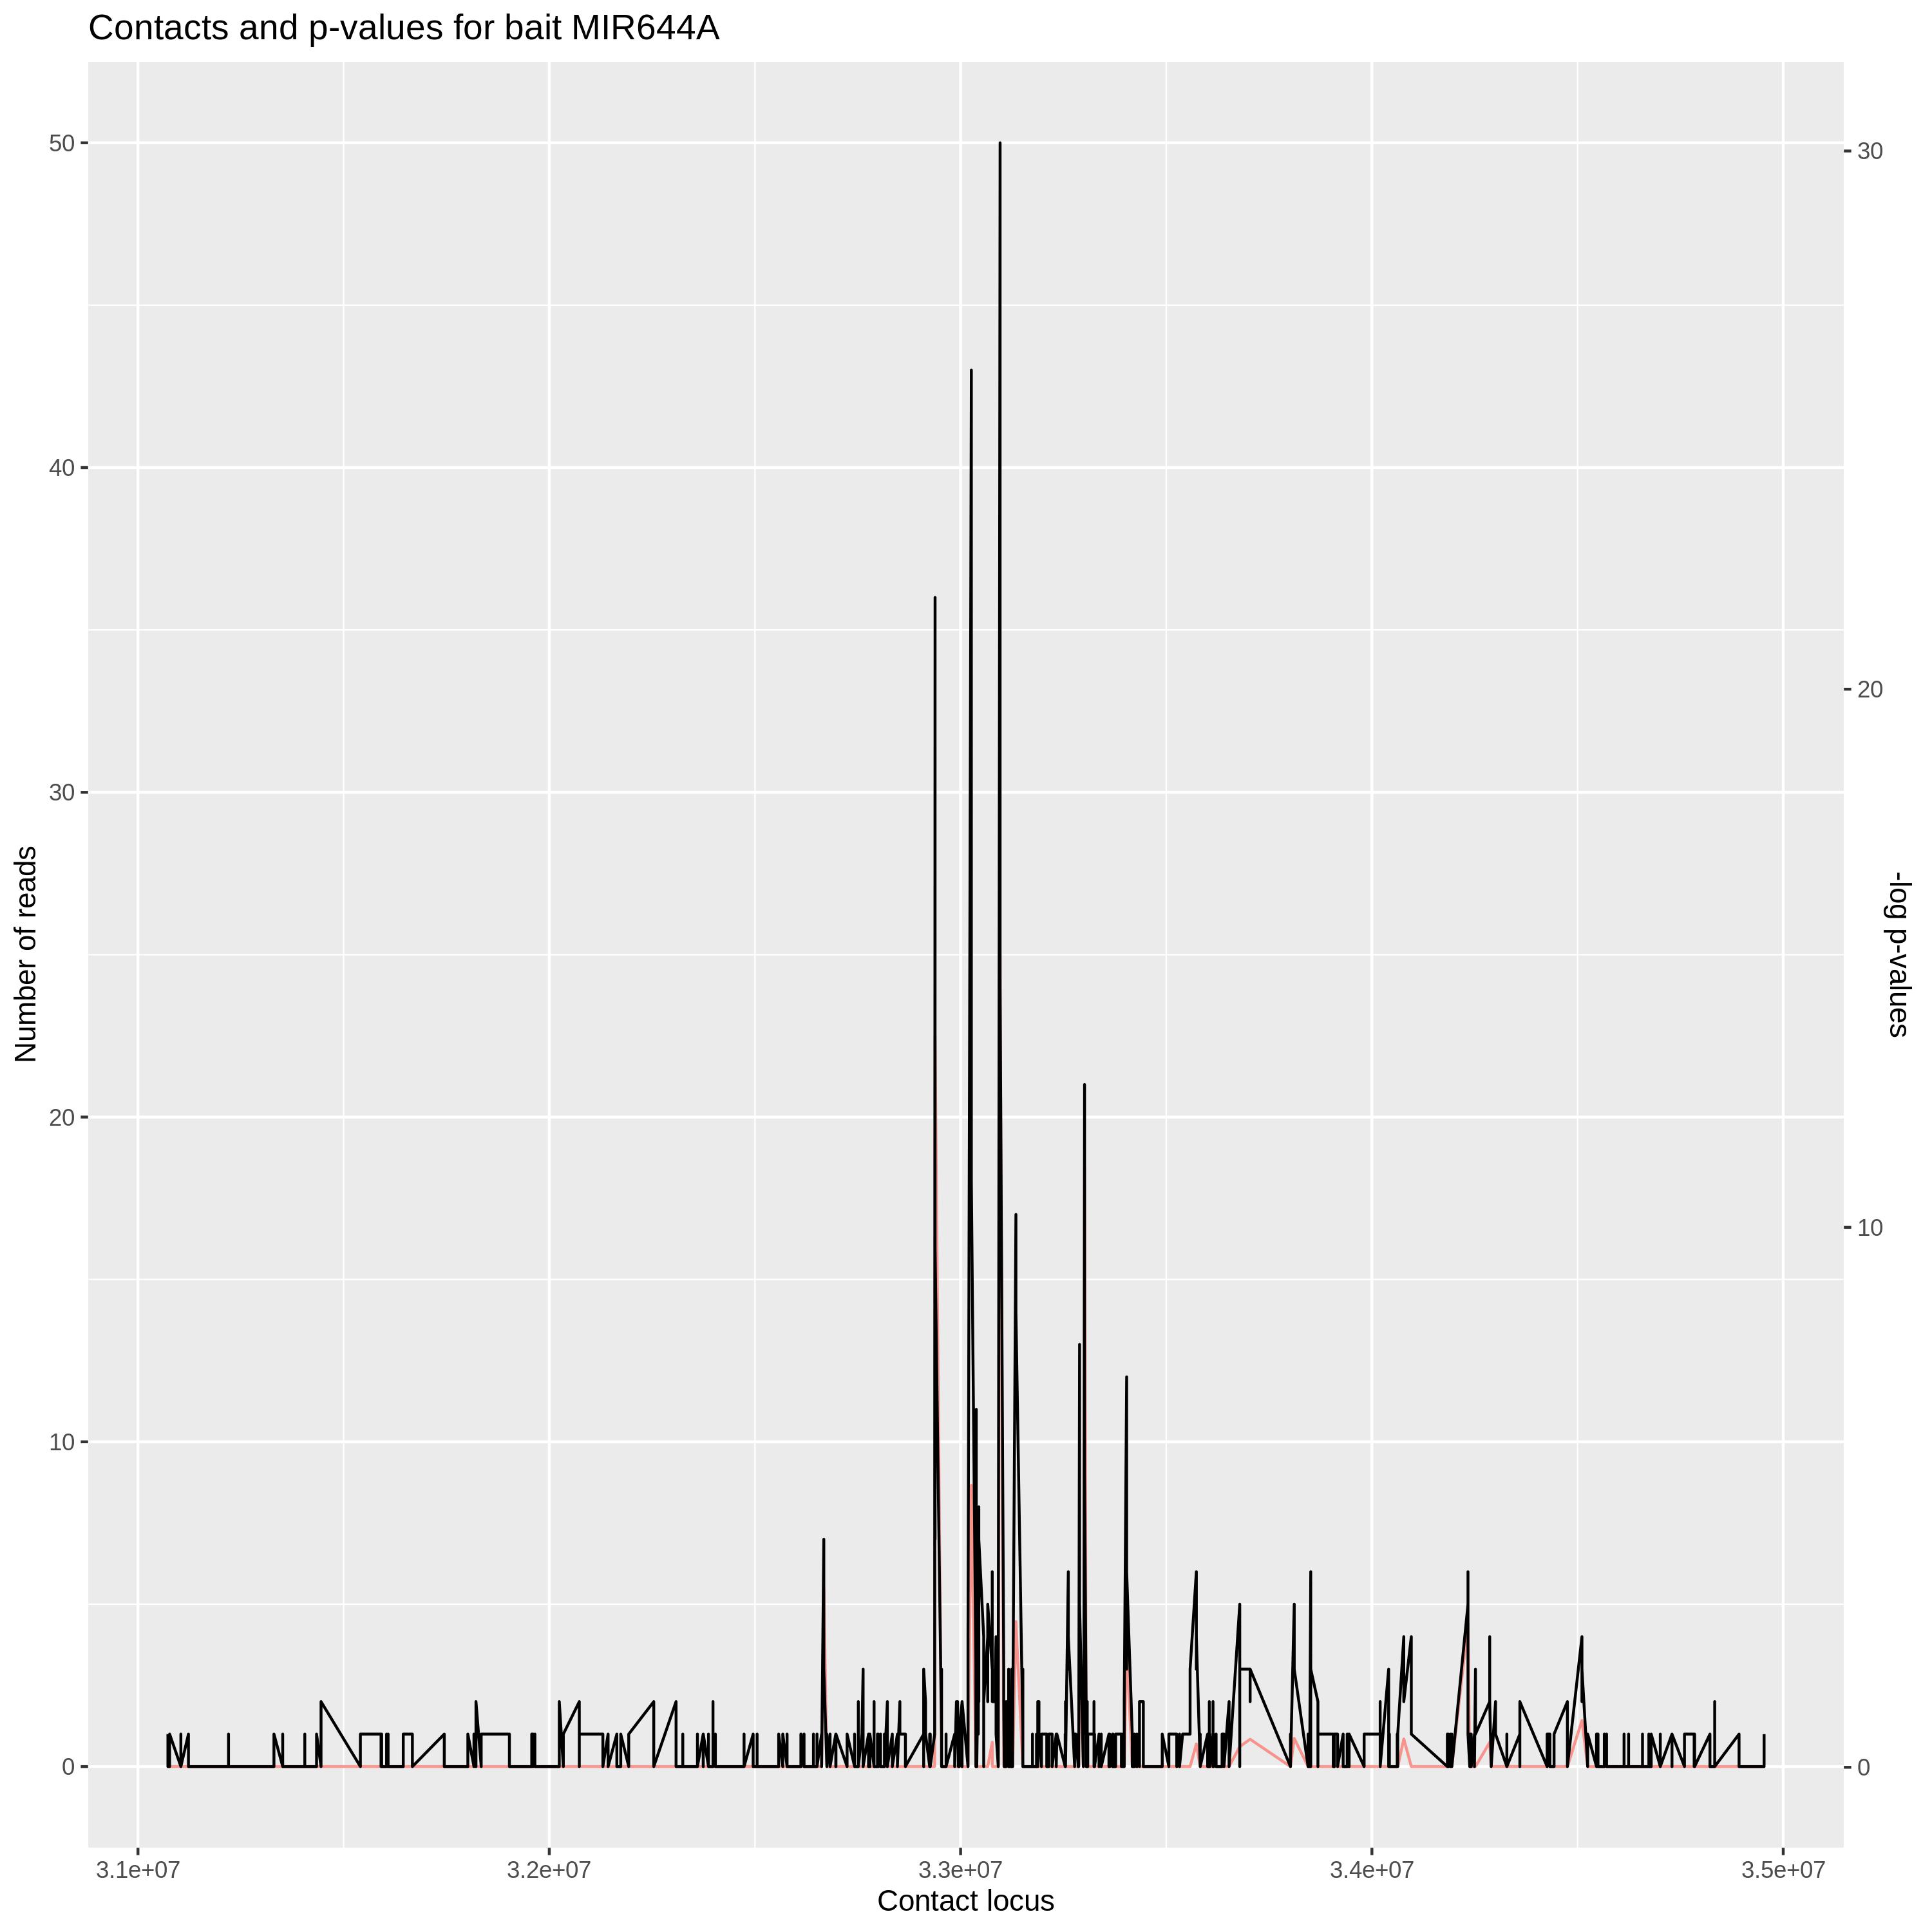 Contacts and p-values for bait MIR644A
50
40
30
20
10
0
Number of reads
30
20
10
0
-log p-values
3.1e+07 3.2e+07 3.3e+07 3.4e+07 3.5e+07
Contact locus